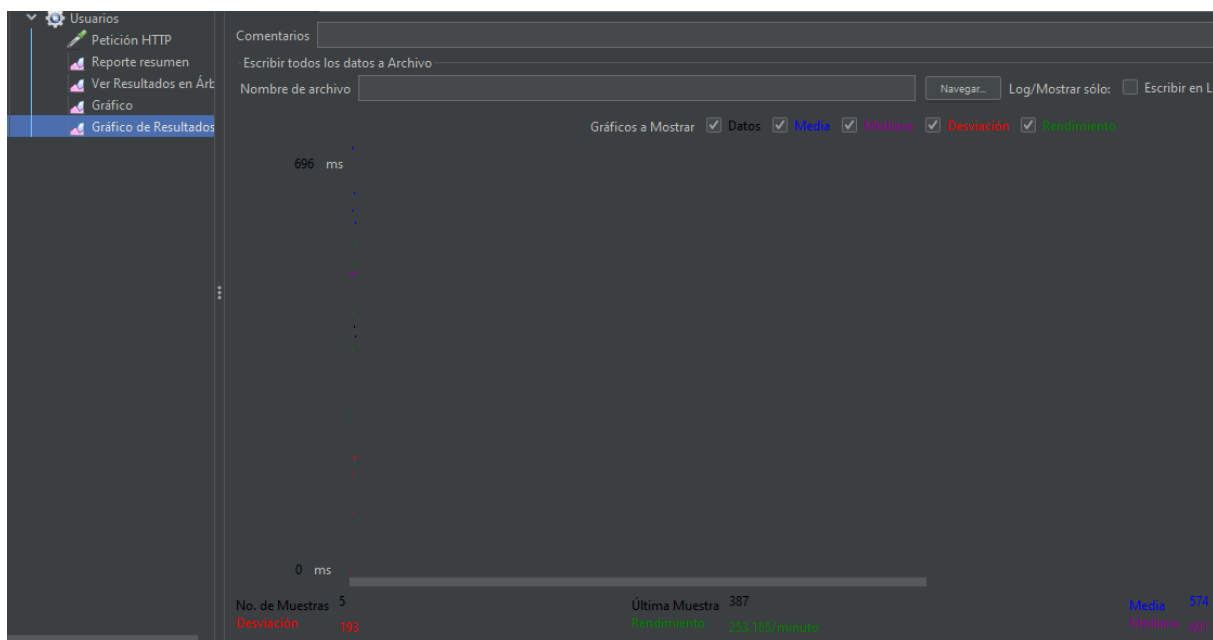 Usuarios
Petición HTTP
Reporte resumen
Ver Resultados en Árb
Gráfico
Gráfico de Resultados
Comentarios
Escribir todos los datos a Archivo
Nombre de archivo Navegar... Log/Mostrar sólo: Escribir en L
Gráficos a Mostrar Datos Media Mediana Desviación Rendimiento
696 ms
0 ms
No. de Muestras 5 Última Muestra 387 Media 574
Desviación 193 Rendimiento 253,165/minuto Mediana